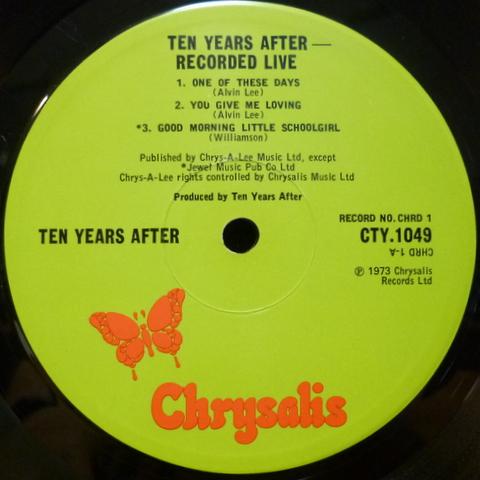 TEN YEARS AFTER —
RECORDED LIVE
1. ONE OF THESE DAYS
(Alvin Lee)
2. YOU GIVE ME LOVING
(Alvin Lee)
*3. GOOD MORNING LITTLE SCHOOLGIRL
(Williamson)
Published by Chrys-A-Lee Music Ltd, except
*Jewel Music Pub Co Ltd
Chrys-A-Lee rights controlled by Chrysalis Music Ltd
Produced by Ten Years After
TEN YEARS AFTER
RECORD NO. CHRD 1
CTY.1049
CHRD 1-A
℗ 1973 Chrysalis
Records Ltd
Chrysalis